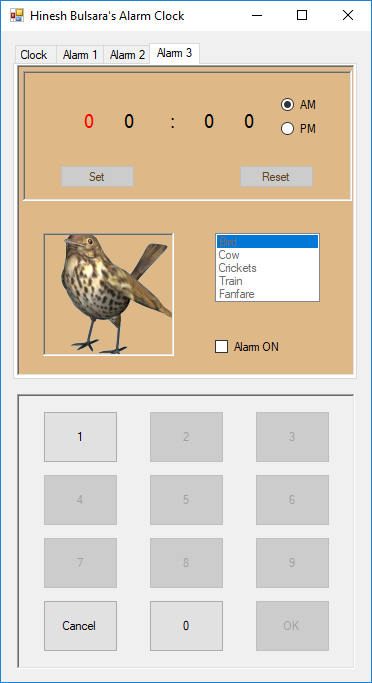 Hinesh Bulsara's Alarm Clock
Clock Alarm 1 Alarm 2 Alarm 3
0 0 : 0 0
AM
PM
Set Reset
Bird
Cow
Crickets
Train
Fanfare
Alarm ON
1 2 3
4 5 6
7 8 9
Cancel 0 OK